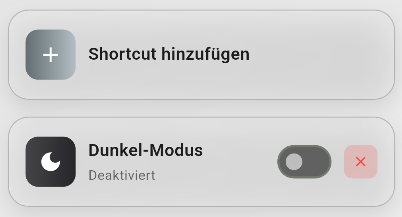 Shortcut hinzufügen
Dunkel-Modus
Deaktiviert